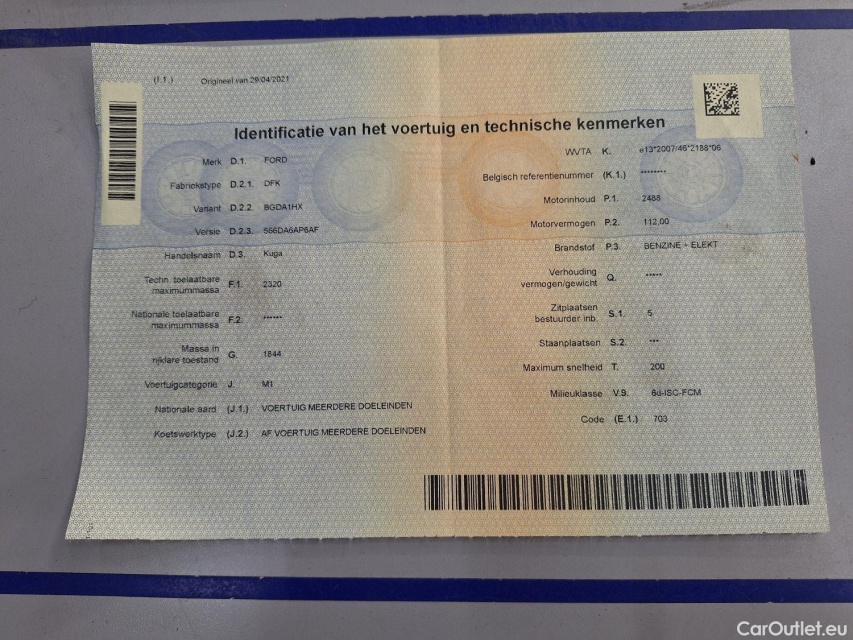 (I.1.) Origineel van 29/04/2021
Identificatie van het voertuig en technische kenmerken
Merk D.1. FORD
Fabriekstype D.2.1. DFK
Variant D.2.2. BGDA1HX
Versie D.2.3. 566DA6AP6AF
Handelsnaam D.3. Kuga
Techn. toelaatbare
maximummassa F.1. 2320
Nationale toelaatbare
maximummassa F.2. ******
Massa in
rijklare toestand G. 1844
Voertuigcategorie J. M1
Nationale aard (J.1.) VOERTUIG MEERDERE DOELEINDEN
Koetswerktype (J.2.) AF VOERTUIG MEERDERE DOELEINDEN
WVTA K. e13*2007/46*2188*06
Belgisch referentienummer (K.1.) ********
Motorinhoud P.1. 2488
Motorvermogen P.2. 112,00
Brandstof P.3. BENZINE + ELEKT
Verhouding
vermogen/gewicht Q. *****
Zitplaatsen
bestuurder inb. S.1. 5
Staanplaatsen S.2. ***
Maximum snelheid T. 200
Milieuklasse V.9. 6d-ISC-FCM
Code (E.1.) 703
CarOutlet.eu